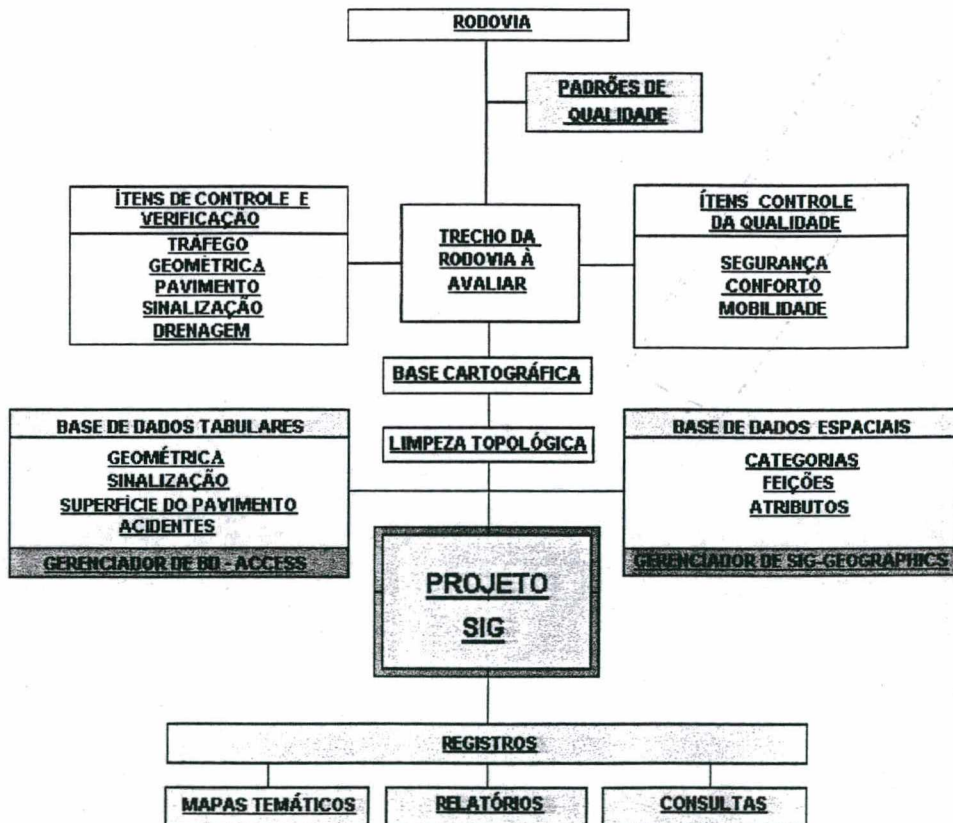 RODOVIA
PADRÕES DE
QUALIDADE
ÍTENS DE CONTROLE E
VERIFICAÇÃO
TRÁFEGO
GEOMÉTRICA
PAVIMENTO
SINALIZAÇÃO
DRENAGEM
TRECHO DA
RODOVIA À
AVALIAR
ÍTENS CONTROLE
DA QUALIDADE
SEGURANÇA
CONFORTO
MOBILIDADE
BASE CARTOGRÁFICA
LIMPEZA TOPOLÓGICA
BASE DE DADOS TABULARES
GEOMÉTRICA
SINALIZAÇÃO
SUPERFÍCIE DO PAVIMENTO
ACIDENTES
GERENCIADOR DE BD - ACCESS
BASE DE DADOS ESPACIAIS
CATEGORIAS
FEIÇÕES
ATRIBUTOS
GERENCIADOR DE SIG-GEOGRAPHICS
PROJETO
SIG
REGISTROS
MAPAS TEMÁTICOS
RELATÓRIOS
CONSULTAS